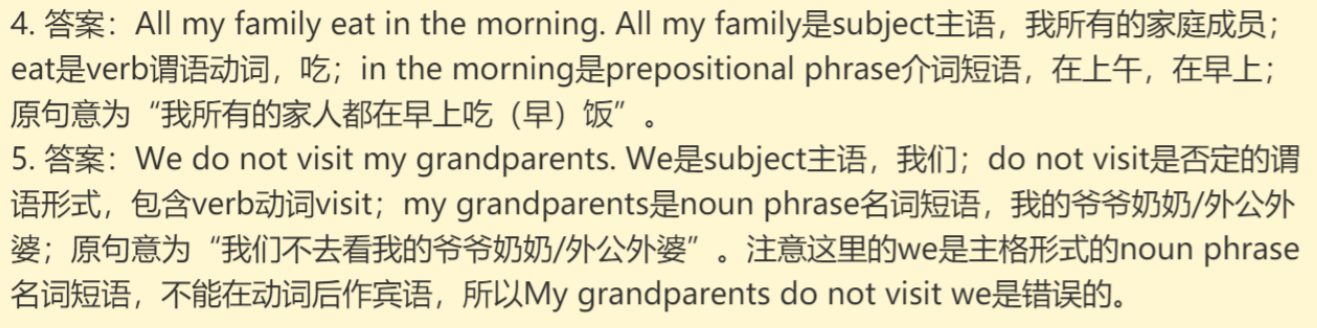 4. 答案：All my family eat in the morning. All my family是subject主语，我所有的家庭成员；
eat是verb谓语动词，吃；in the morning是prepositional phrase介词短语，在上午，在早上；
原句意为“我所有的家人都在早上吃（早）饭”。
5. 答案：We do not visit my grandparents. We是subject主语，我们；do not visit是否定的谓
语形式，包含verb动词visit；my grandparents是noun phrase名词短语，我的爷爷奶奶/外公外
婆；原句意为“我们不去看我的爷爷奶奶/外公外婆”。注意这里的we是主格形式的noun phrase
名词短语，不能在动词后作宾语，所以My grandparents do not visit we是错误的。